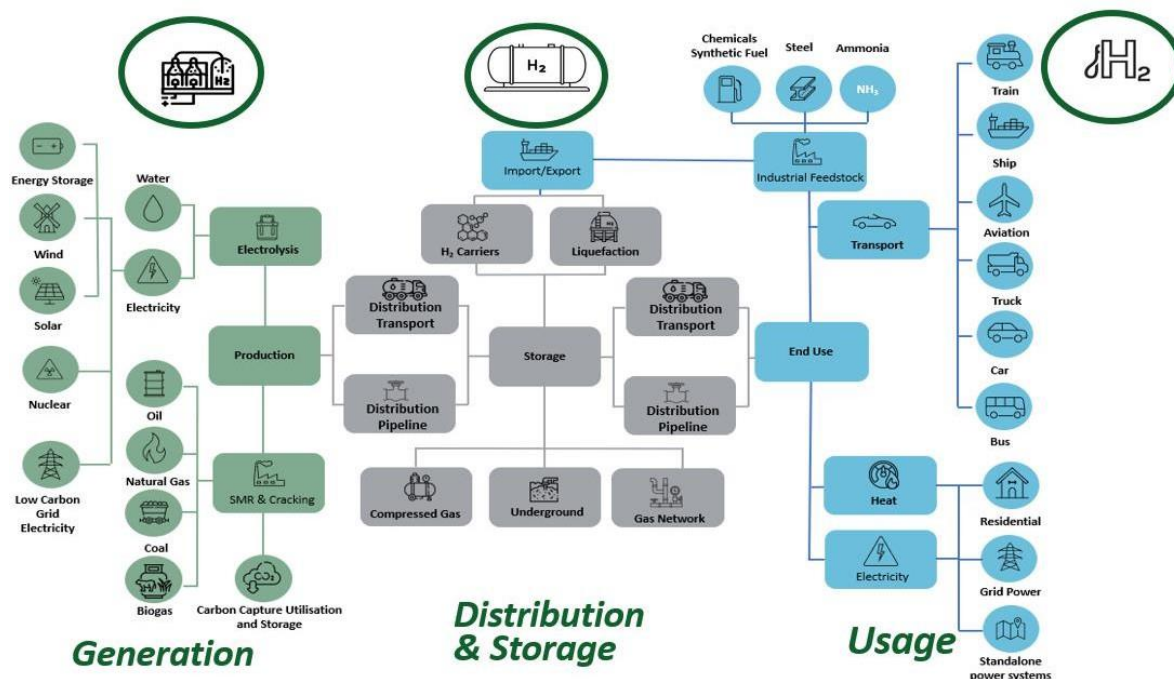 H2
H₂
H₂
Chemicals
Synthetic Fuel
Steel
Ammonia
NH₃
Train
Ship
Aviation
Truck
Car
Bus
Import/Export
Industrial Feedstock
Transport
Energy Storage
Wind
Solar
Nuclear
Low Carbon
Grid
Electricity
Water
Electricity
Electrolysis
Production
SMR & Cracking
Oil
Natural Gas
Coal
Biogas
CO₂
Carbon Capture Utilisation
and Storage
H₂ Carriers
Liquefaction
Distribution
Transport
Distribution
Pipeline
Storage
Distribution
Transport
Distribution
Pipeline
Compressed Gas
Underground
Gas Network
End Use
Heat
Electricity
Residential
Grid Power
Standalone
power systems
Generation
Distribution
& Storage
Usage